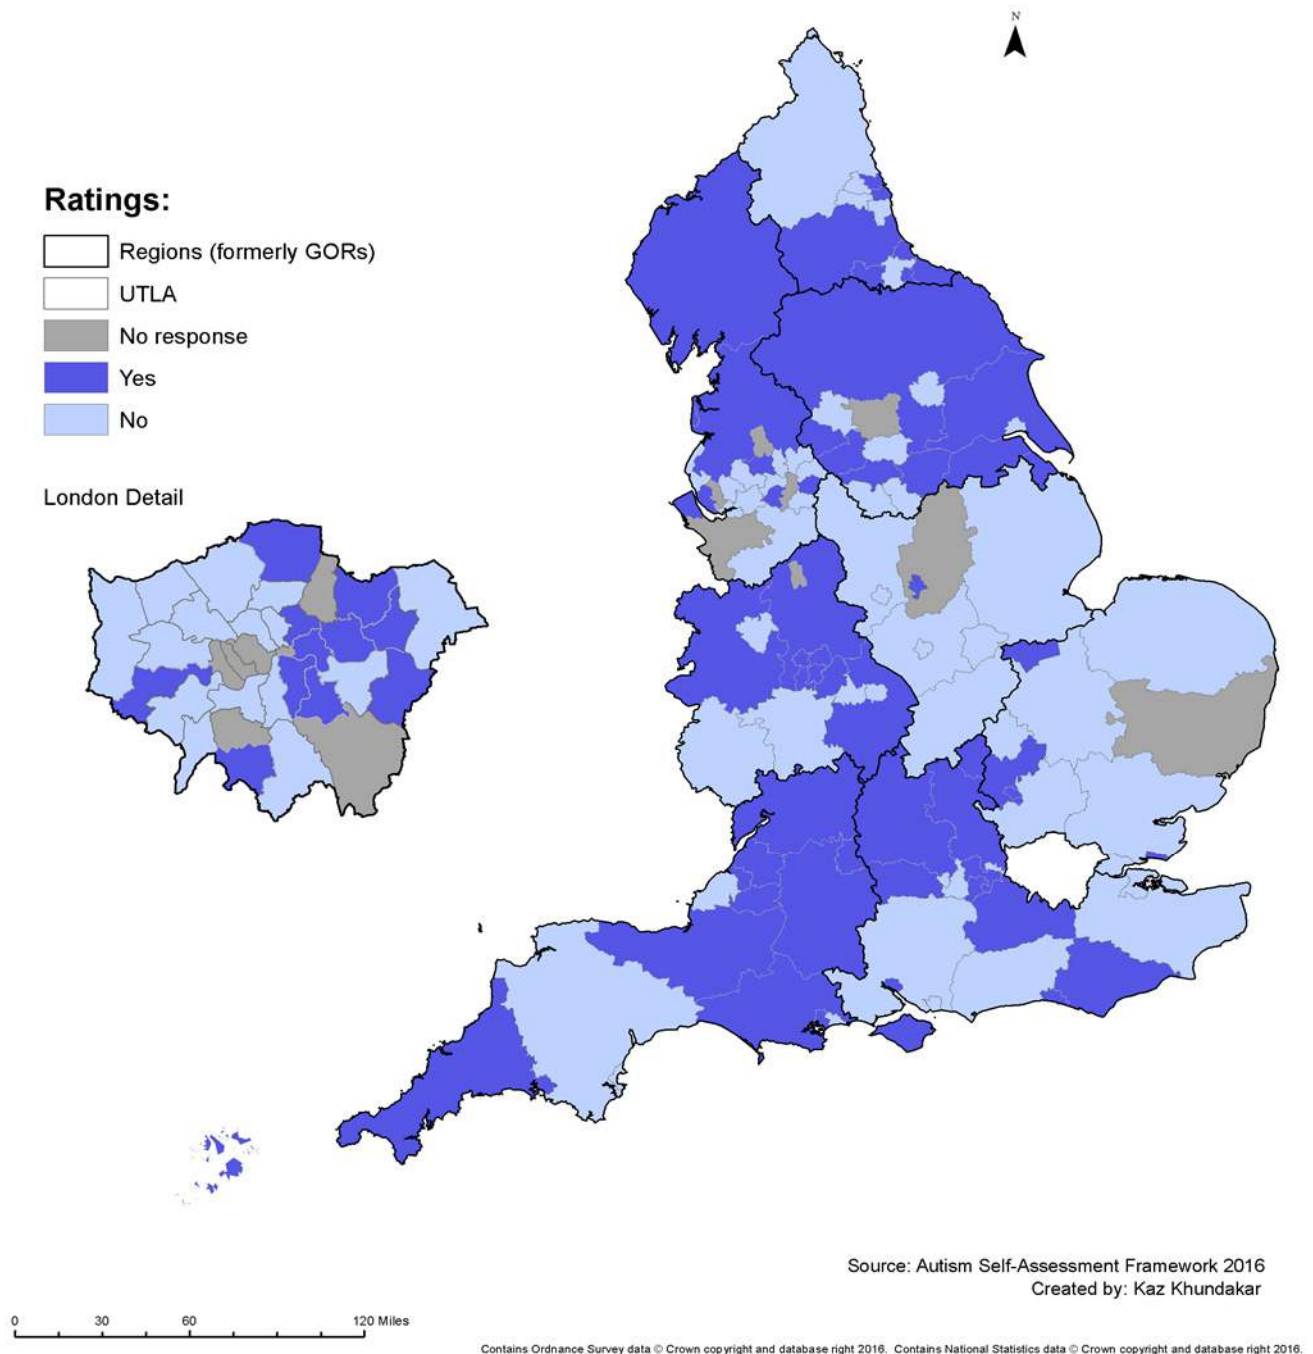 N
Ratings:
Regions (formerly GORs)
UTLA
No response
Yes
No
London Detail
Source: Autism Self-Assessment Framework 2016
Created by: Kaz Khundakar
0 30 60 120 Miles
Contains Ordnance Survey data © Crown copyright and database right 2016. Contains National Statistics data © Crown copyright and database right 2016.